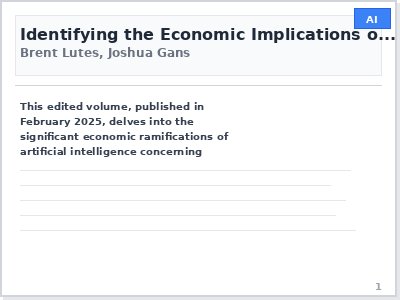 AI
Identifying the Economic Implications o...
Brent Lutes, Joshua Gans
This edited volume, published in
February 2025, delves into the
significant economic ramifications of
artificial intelligence concerning
1